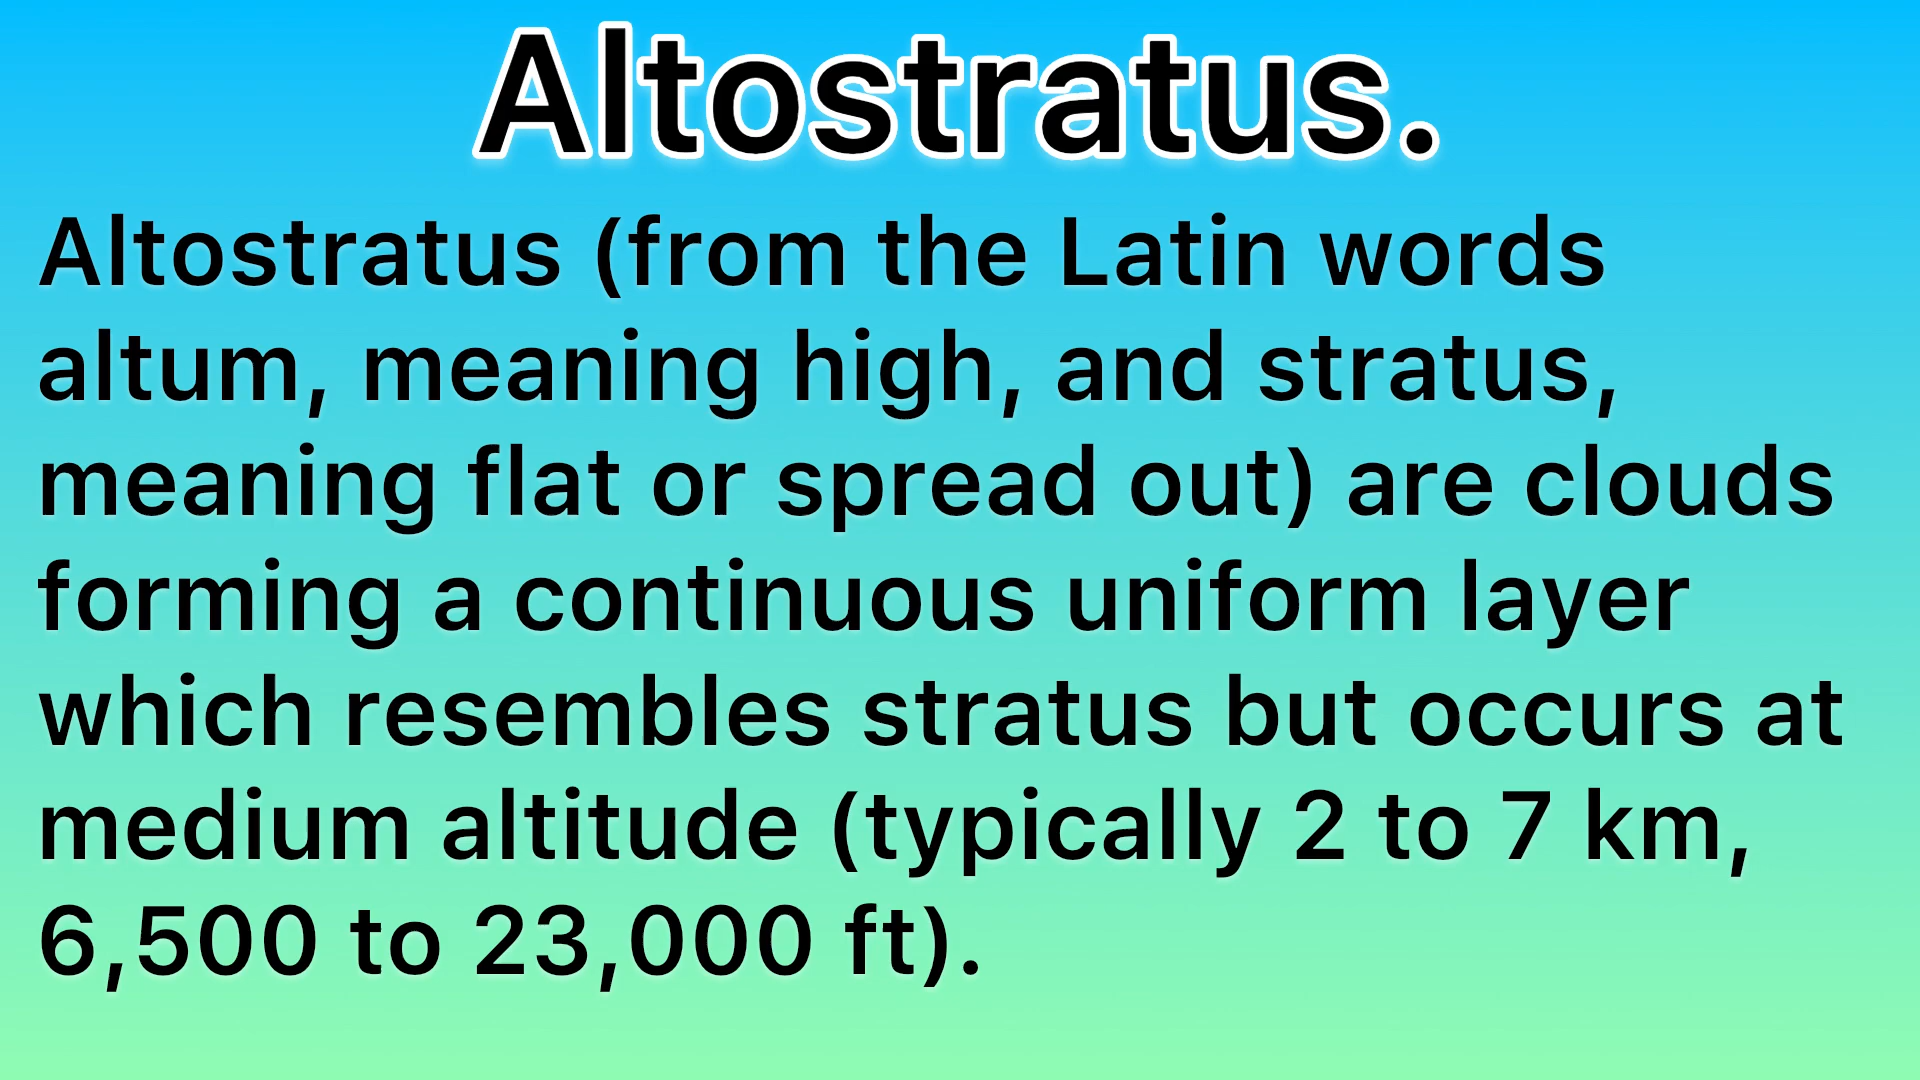 Altostratus.
Altostratus (from the Latin words
altum, meaning high, and stratus,
meaning flat or spread out) are clouds
forming a continuous uniform layer
which resembles stratus but occurs at
medium altitude (typically 2 to 7 km,
6,500 to 23,000 ft).